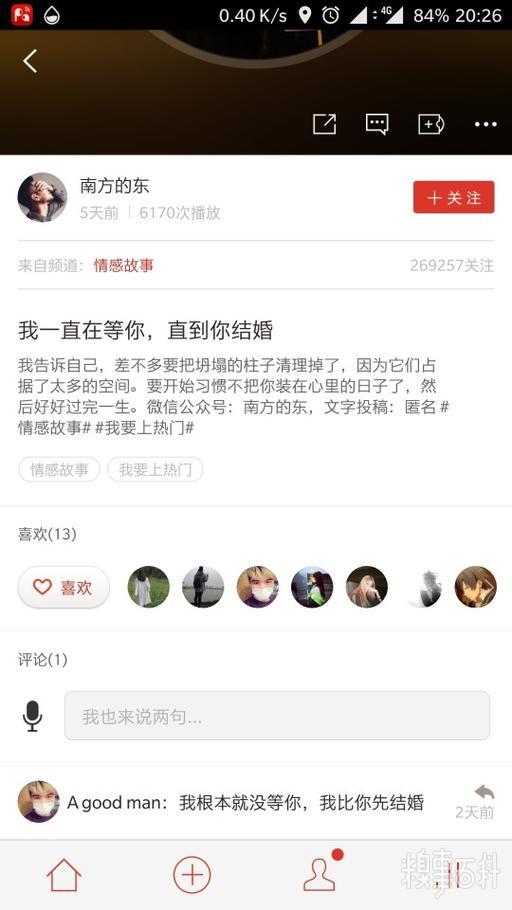 0.40 K/s 4G 84% 20:26
南方的东
5天前 6170次播放
+ 关注
来自频道：情感故事
269257关注
我一直在等你，直到你结婚
我告诉自己，差不多要把坍塌的柱子清理掉了，因为它们占
据了太多的空间。要开始习惯不把你装在心里的日子了，然
后好好过完一生。微信公众号：南方的东，文字投稿：匿名 #
情感故事# #我要上热门#
情感故事
我要上热门
喜欢(13)
喜欢
评论(1)
我也来说两句...
A good man：我根本就没等你，我比你先结婚
2天前
糗事百科